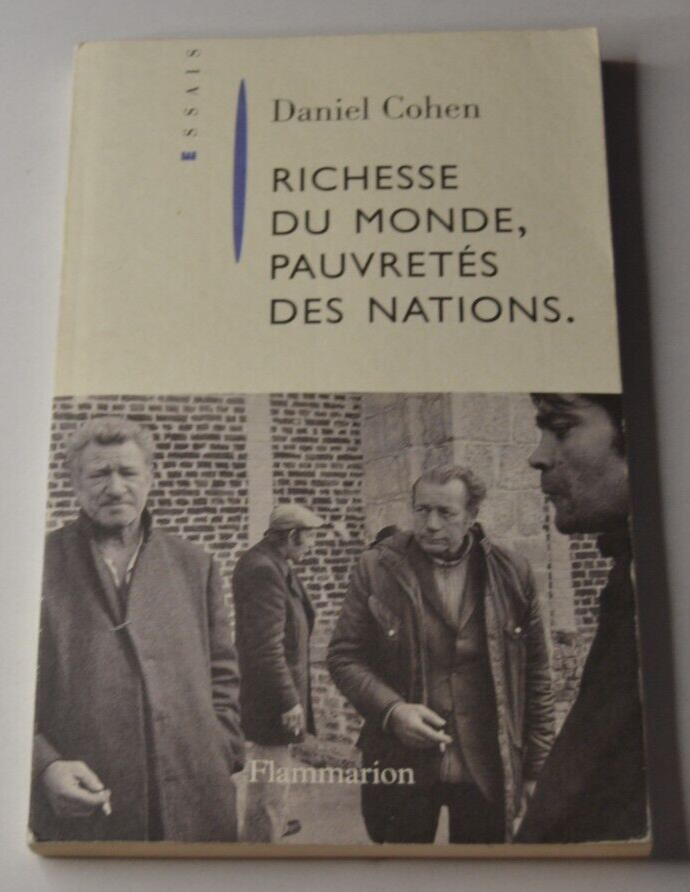 ESSAIS
Daniel Cohen
RICHESSE
DU MONDE,
PAUVRETÉS
DES NATIONS.
Flammarion